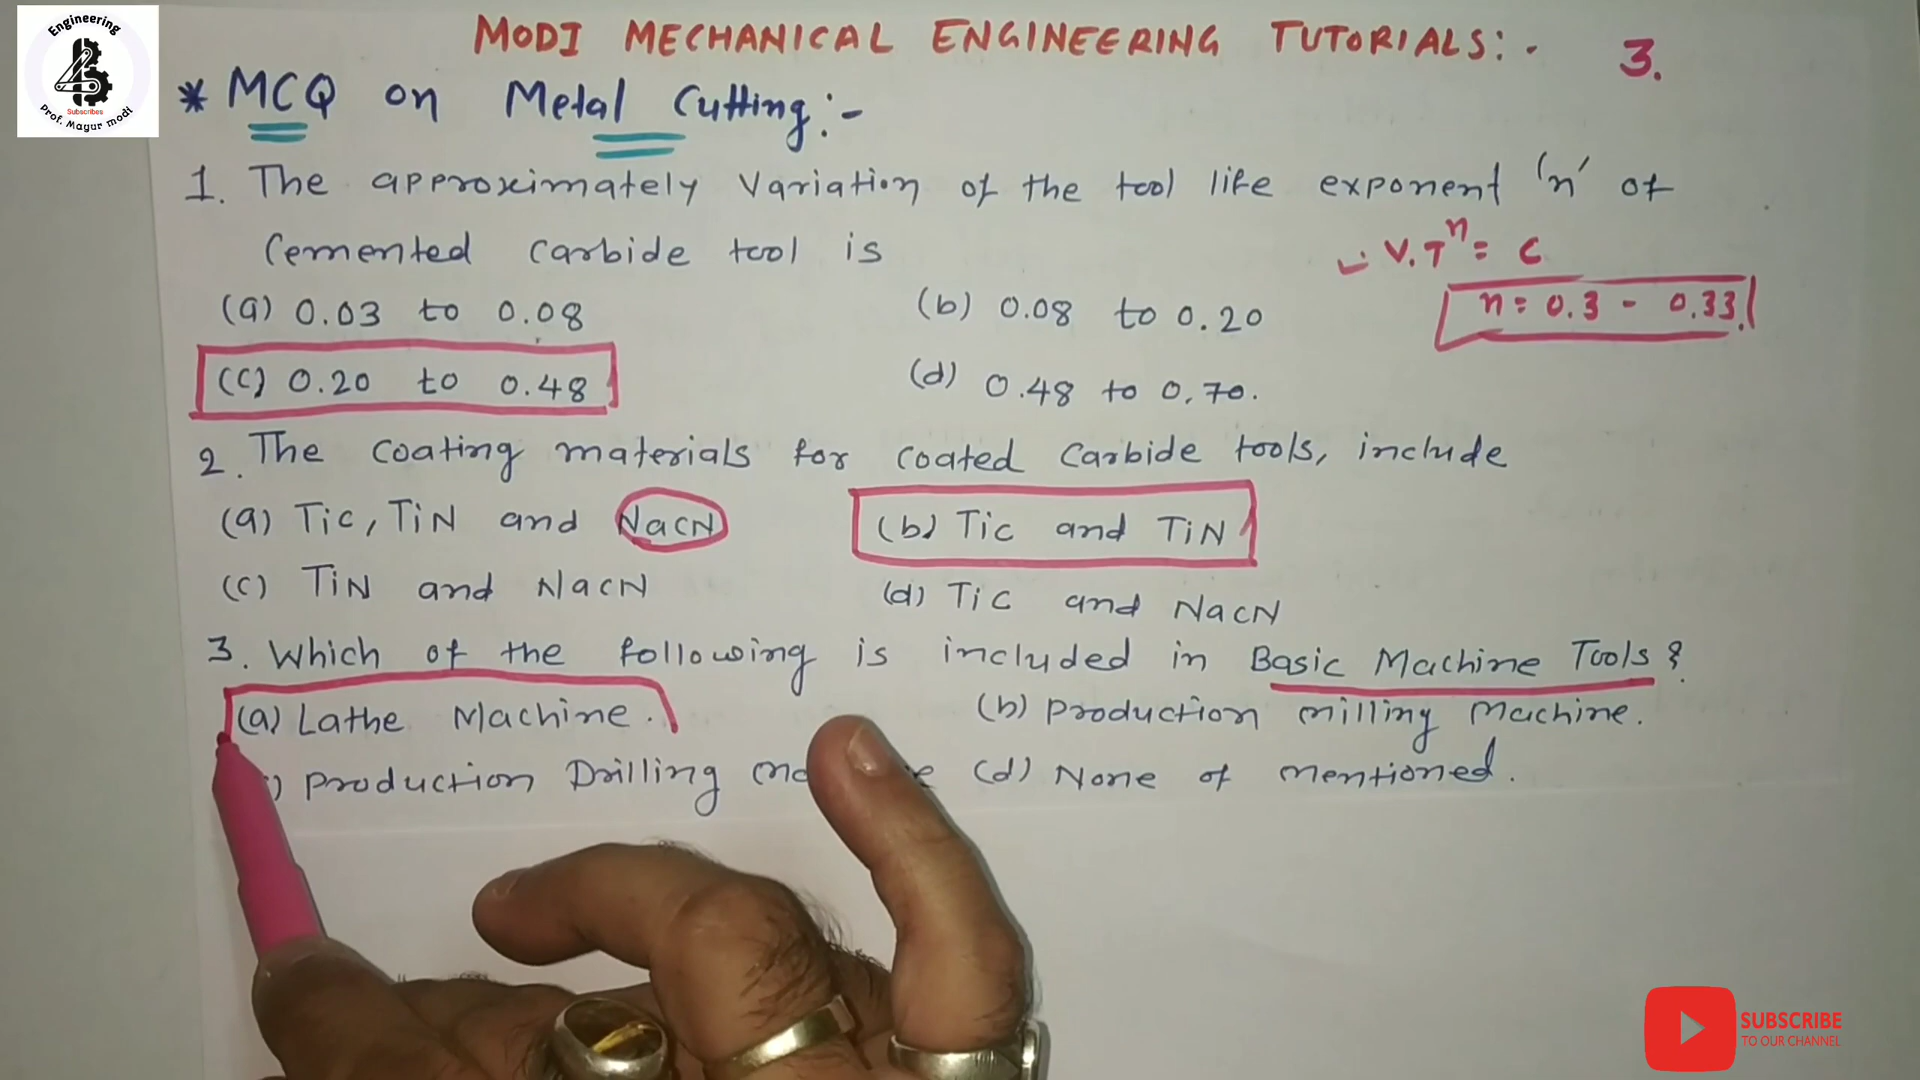 Engineering
Subscribes
Prof. Mayur modi
MODI MECHANICAL ENGINEERING TUTORIALS:-
3.
* MCQ on Metal Cutting:-
1. The approximately variation of the tool life exponent 'n' of
cemented carbide tool is
V.T^n = C
n = 0.3 - 0.33.
(a) 0.03 to 0.08
(b) 0.08 to 0.20
(c) 0.20 to 0.48
(d) 0.48 to 0.70.
2. The coating materials for coated carbide tools, include
(a) Tic, TiN and NacN
(b) Tic and TiN
(c) TiN and NacN
(d) TiC and NacN
3. Which of the following is included in Basic Machine Tools?
(a) Lathe Machine.
(b) production milling machine.
) production Drilling
(d) None of mentioned.
SUBSCRIBE
TO OUR CHANNEL